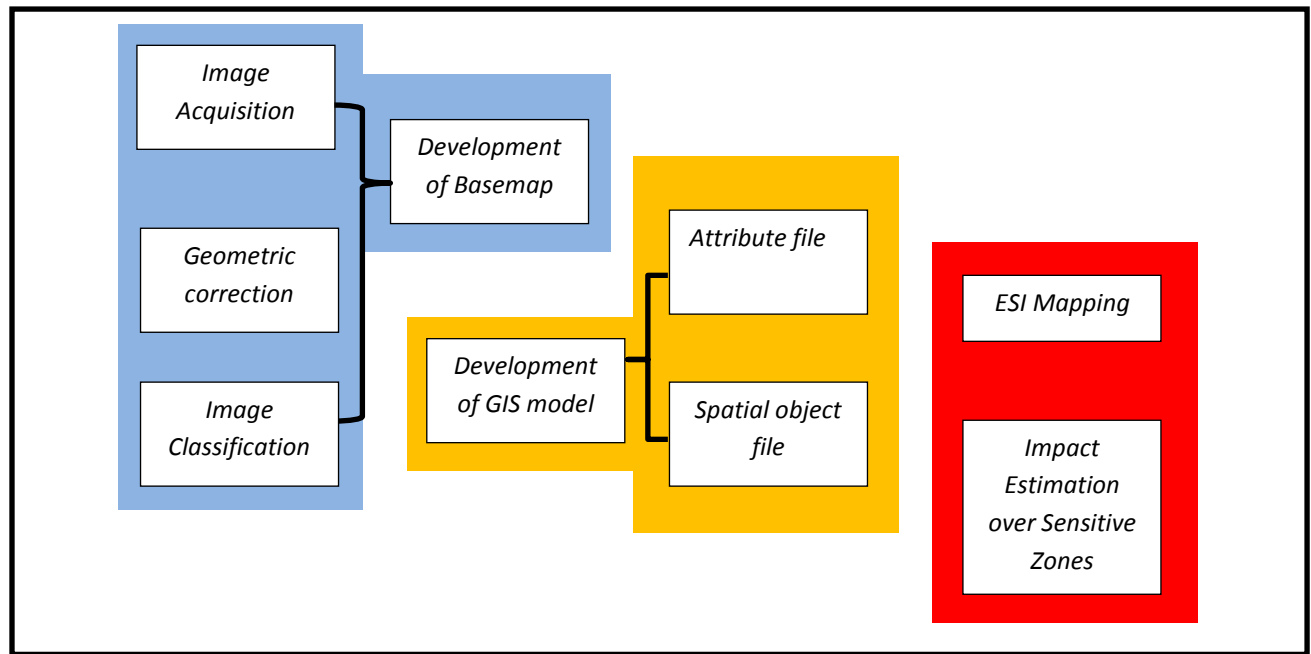 Image
Acquisition
Geometric
correction
Image
Classification
Development
of Basemap
Development
of GIS model
Attribute file
Spatial object
file
ESI Mapping
Impact
Estimation
over Sensitive
Zones